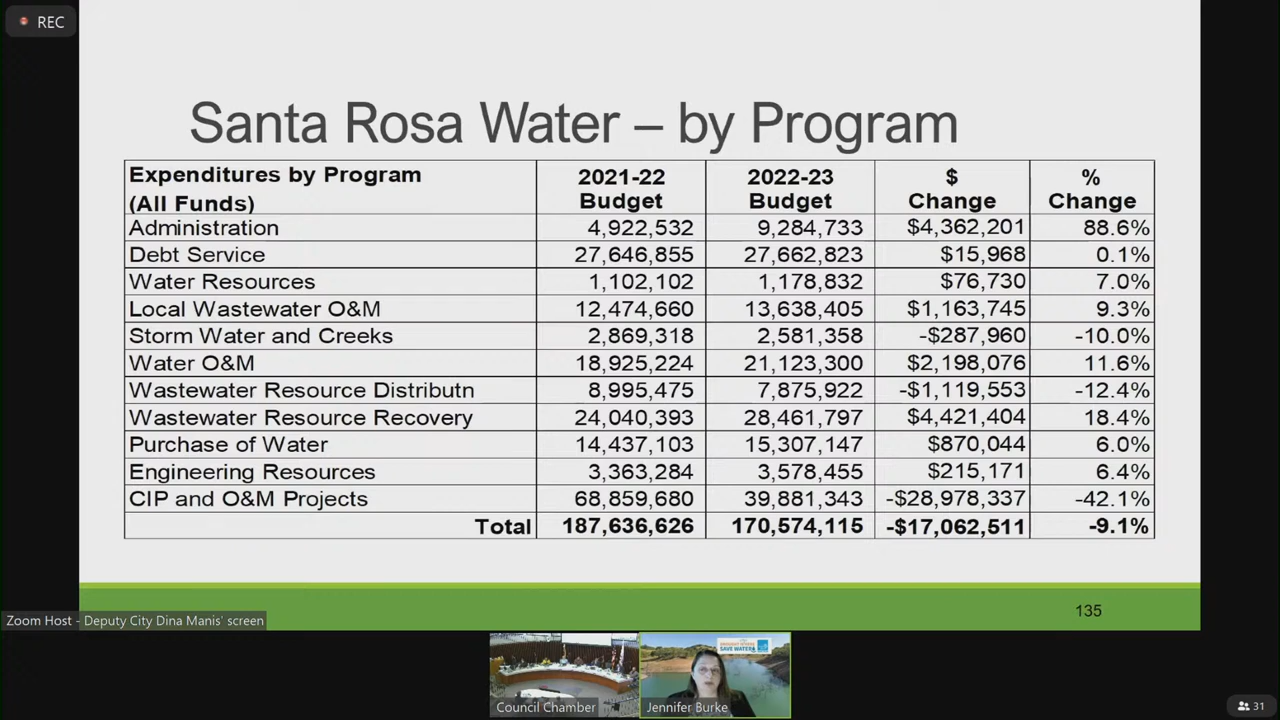 REC
Santa Rosa Water – by Program
Expenditures by Program (All Funds) 2021-22 Budget 2022-23 Budget $ Change % Change
Administration 4,922,532 9,284,733 $4,362,201 88.6%
Debt Service 27,646,855 27,662,823 $15,968 0.1%
Water Resources 1,102,102 1,178,832 $76,730 7.0%
Local Wastewater O&M 12,474,660 13,638,405 $1,163,745 9.3%
Storm Water and Creeks 2,869,318 2,581,358 -$287,960 -10.0%
Water O&M 18,925,224 21,123,300 $2,198,076 11.6%
Wastewater Resource Distributn 8,995,475 7,875,922 -$1,119,553 -12.4%
Wastewater Resource Recovery 24,040,393 28,461,797 $4,421,404 18.4%
Purchase of Water 14,437,103 15,307,147 $870,044 6.0%
Engineering Resources 3,363,284 3,578,455 $215,171 6.4%
CIP and O&M Projects 68,859,680 39,881,343 -$28,978,337 -42.1%
Total 187,636,626 170,574,115 -$17,062,511 -9.1%
135
Zoom Host - Deputy City Dina Manis' screen
SAVE WATER
Council Chamber
Jennifer Burke
31